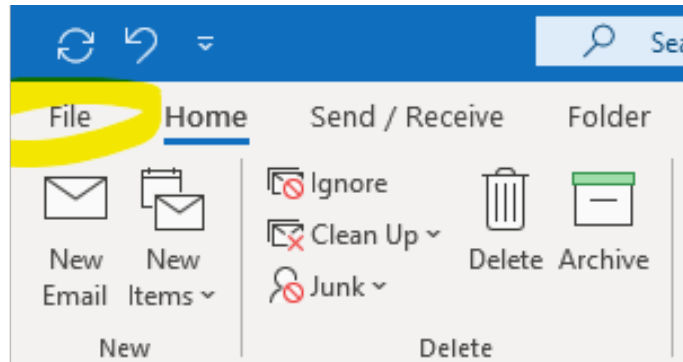 Sea
File Home Send / Receive Folder
New Email
New Items
Ignore
Clean Up
Junk
Delete
Archive
New
Delete